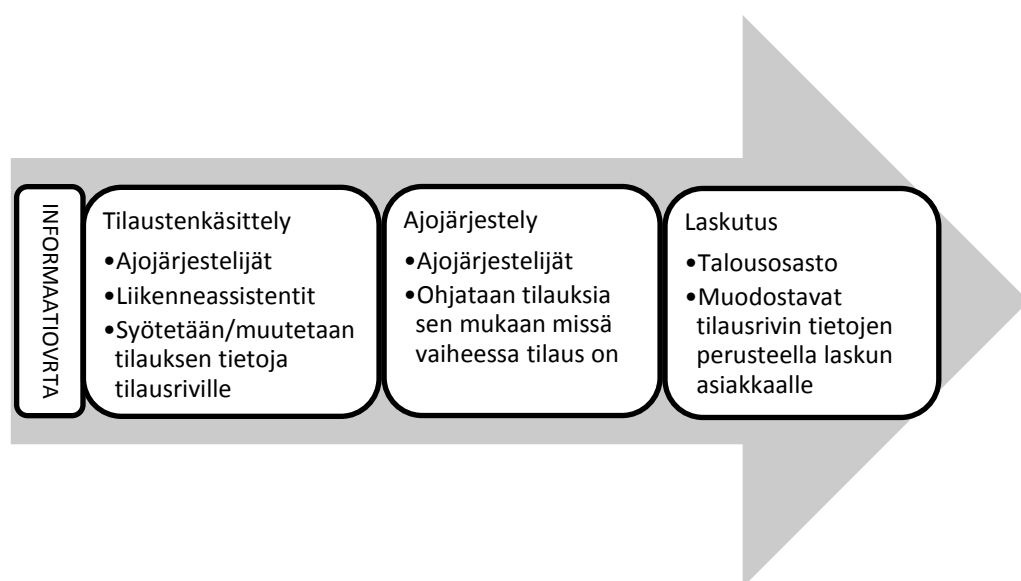 INFORMAATIOVRTA
Tilaustenkäsittely
•Ajojärjestelijät
•Liikenneassistentit
•Syötetään/muutetaan
tilauksen tietoja
tilausriville
Ajojärjestely
•Ajojärjestelijät
•Ohjataan tilauksia
sen mukaan missä
vaiheessa tilaus on
Laskutus
•Talousosasto
•Muodostavat
tilausrivin tietojen
perusteella laskun
asiakkaalle